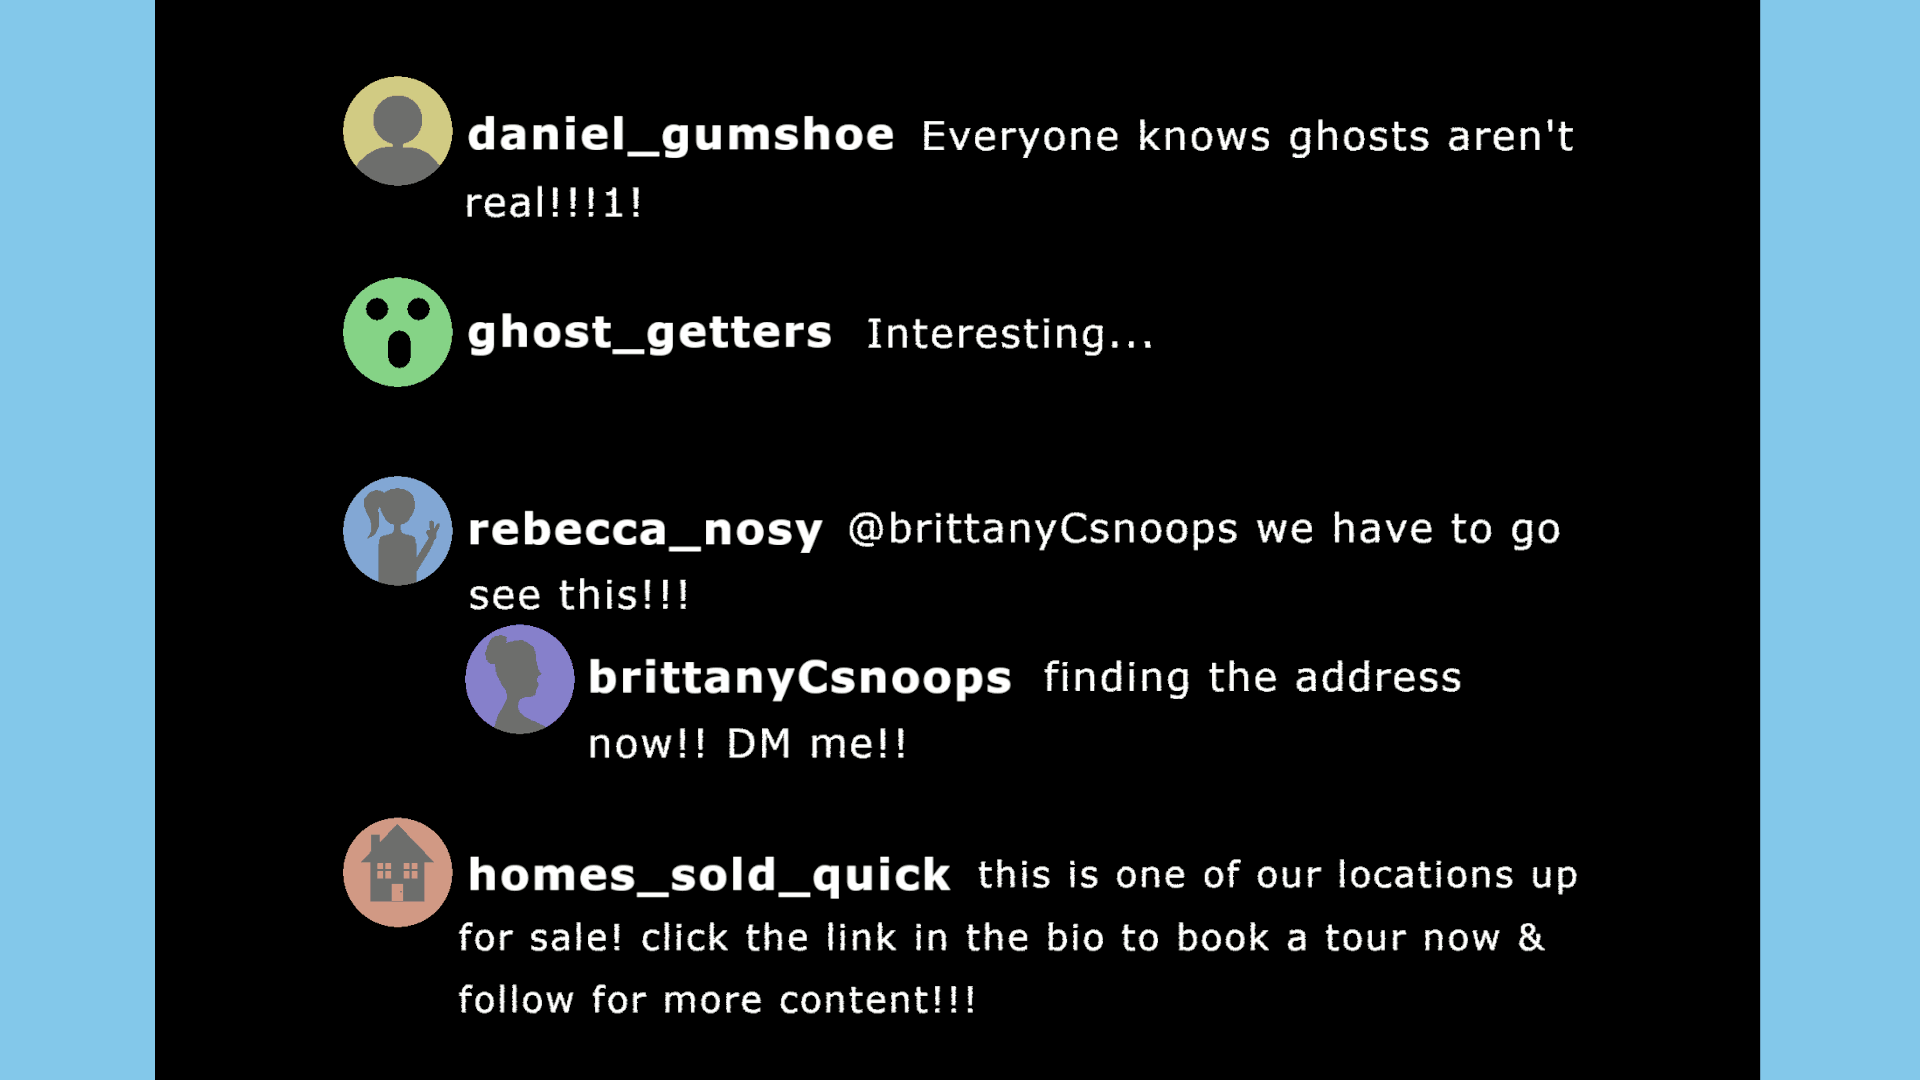 daniel_gumshoe Everyone knows ghosts aren't
real!!!1!
ghost_getters Interesting...
rebecca_nosy @brittanyCsnoops we have to go
see this!!!
brittanyCsnoops finding the address
now!! DM me!!
homes_sold_quick this is one of our locations up
for sale! click the link in the bio to book a tour now &
follow for more content!!!